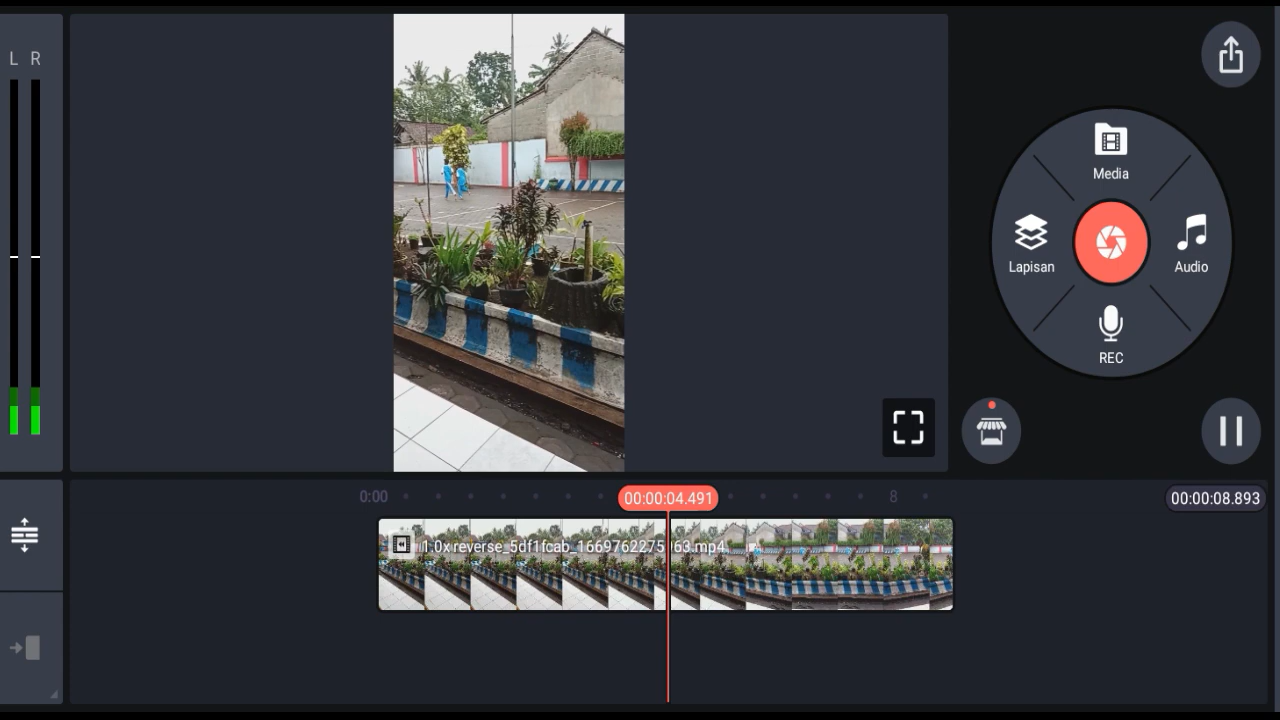 L R
Media
Lapisan
Audio
REC
0:00
00:00:04.491
8
00:00:08.893
1.0x reverse_5df1fcab_1669762275 63.mp4